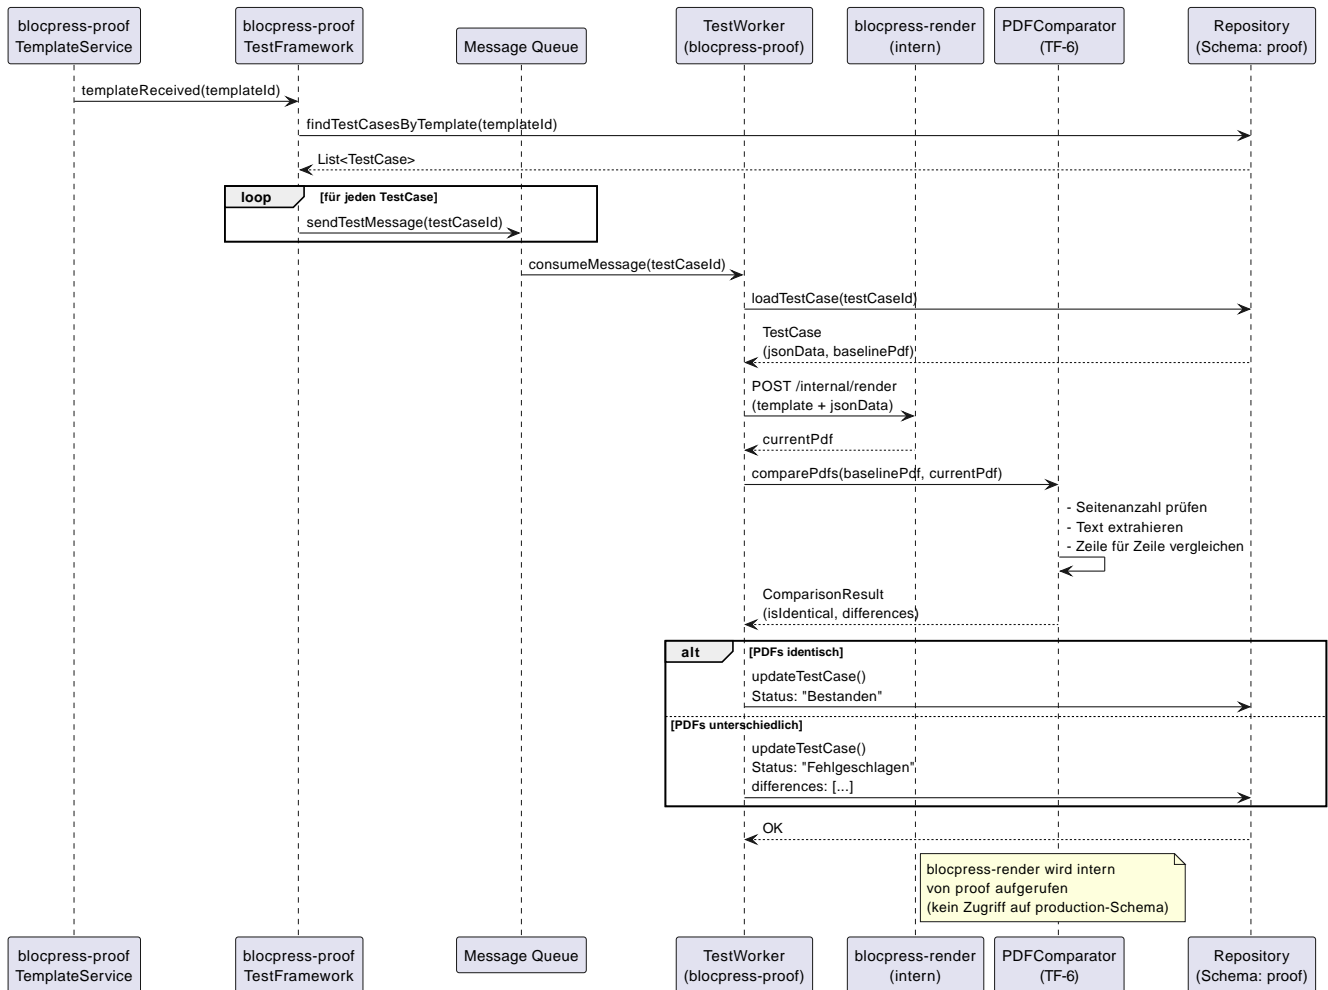 blocpress-proof
TemplateService
blocpress-proof
TestFramework
Message Queue
TestWorker
(blocpress-proof)
blocpress-render
(intern)
PDFComparator
(TF-6)
Repository
(Schema: proof)
templateReceived(templateId)
findTestCasesByTemplate(templateId)
List<TestCase>
loop
[für jeden TestCase]
sendTestMessage(testCaseId)
consumeMessage(testCaseId)
loadTestCase(testCaseId)
TestCase
(jsonData, baselinePdf)
POST /internal/render
(template + jsonData)
currentPdf
comparePdfs(baselinePdf, currentPdf)
- Seitenanzahl prüfen
- Text extrahieren
- Zeile für Zeile vergleichen
ComparisonResult
(isIdentical, differences)
alt
[PDFs identisch]
updateTestCase()
Status: "Bestanden"
[PDFs unterschiedlich]
updateTestCase()
Status: "Fehlgeschlagen"
differences: [...]
OK
blocpress-render wird intern
von proof aufgerufen
(kein Zugriff auf production-Schema)
blocpress-proof
TemplateService
blocpress-proof
TestFramework
Message Queue
TestWorker
(blocpress-proof)
blocpress-render
(intern)
PDFComparator
(TF-6)
Repository
(Schema: proof)